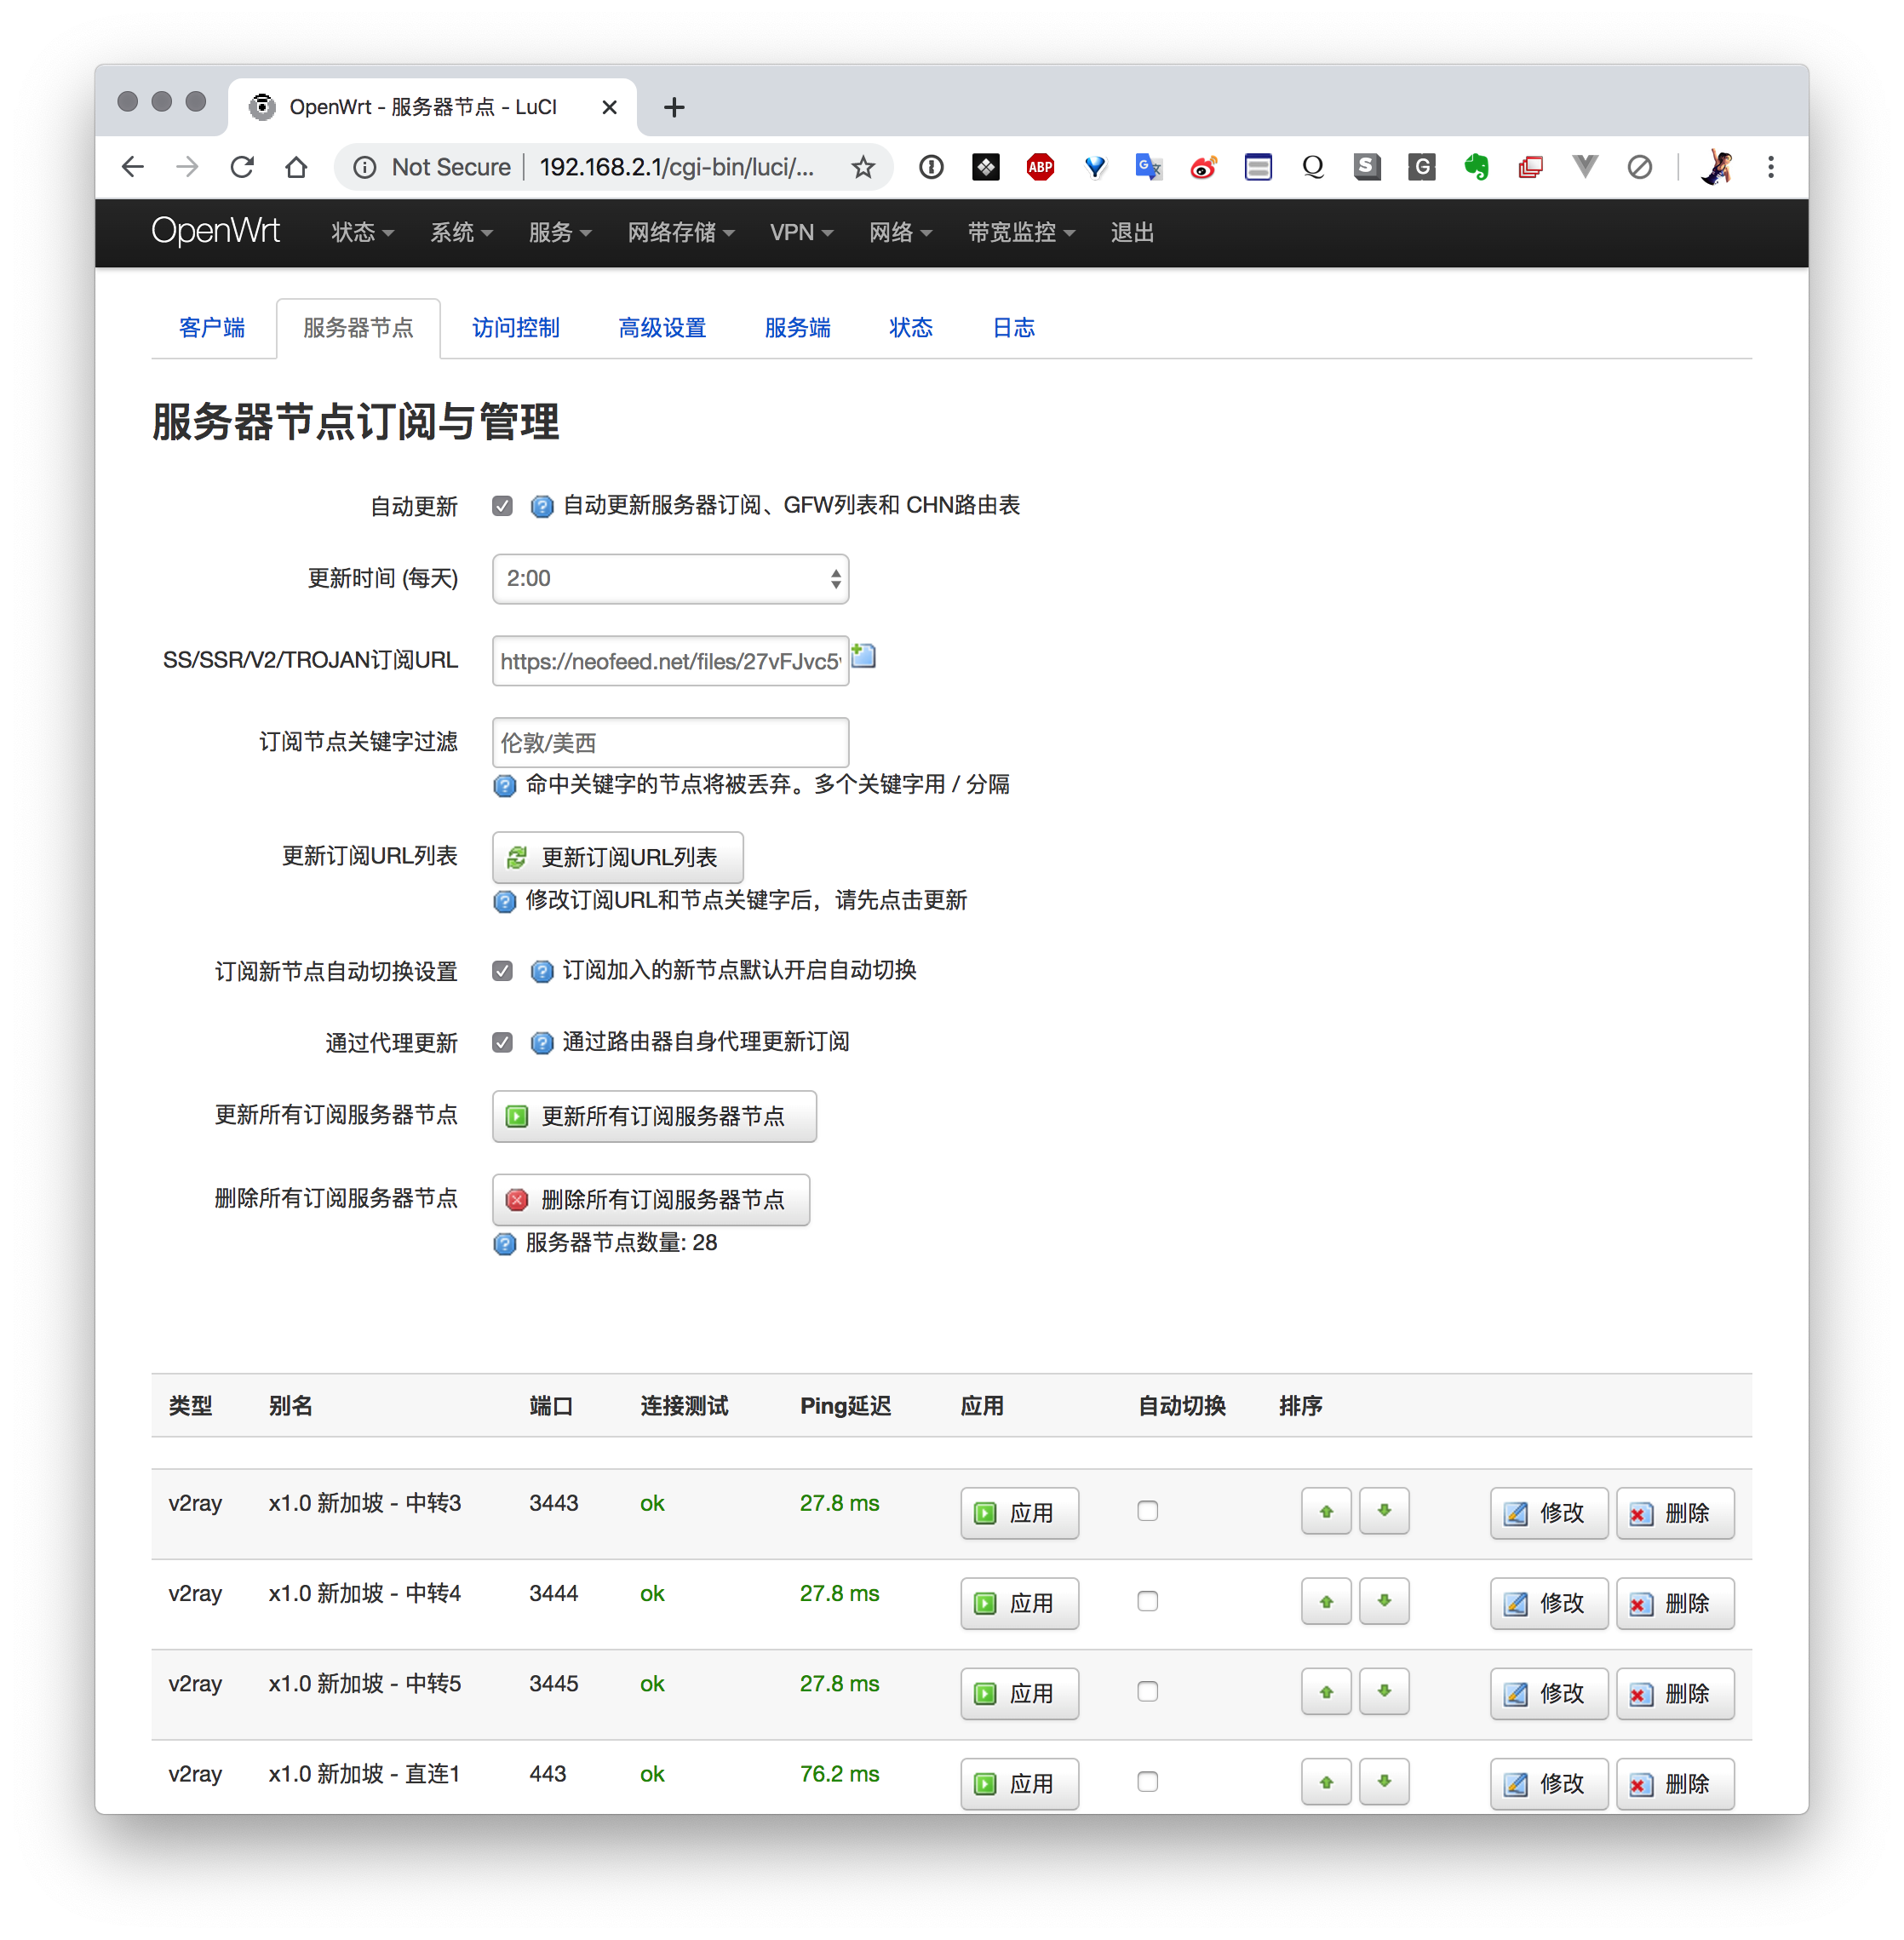 OpenWrt - 服务器节点 - LuCI
Not Secure | 192.168.2.1/cgi-bin/luci/...
OpenWrt 状态 系统 服务 网络存储 VPN 网络 带宽监控 退出
客户端 服务器节点 访问控制 高级设置 服务端 状态 日志
服务器节点订阅与管理
自动更新 自动更新服务器订阅、GFW列表和 CHN路由表
更新时间 (每天) 2:00
SS/SSR/V2/TROJAN订阅URL https://neofeed.net/files/27vFJvc5
订阅节点关键字过滤 伦敦/美西
命中关键字的节点将被丢弃。多个关键字用 / 分隔
更新订阅URL列表 更新订阅URL列表
修改订阅URL和节点关键字后，请先点击更新
订阅新节点自动切换设置 订阅加入的新节点默认开启自动切换
通过代理更新 通过路由器自身代理更新订阅
更新所有订阅服务器节点 更新所有订阅服务器节点
删除所有订阅服务器节点 删除所有订阅服务器节点
服务器节点数量: 28
类型 别名 端口 连接测试 Ping延迟 应用 自动切换 排序
v2ray x1.0 新加坡 - 中转3 3443 ok 27.8 ms 应用 修改 删除
v2ray x1.0 新加坡 - 中转4 3444 ok 27.8 ms 应用 修改 删除
v2ray x1.0 新加坡 - 中转5 3445 ok 27.8 ms 应用 修改 删除
v2ray x1.0 新加坡 - 直连1 443 ok 76.2 ms 应用 修改 删除